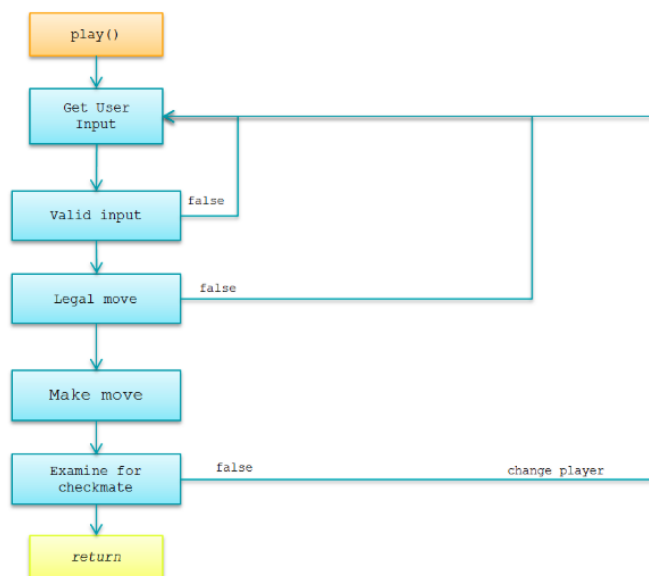 play()
Get User
Input
Valid input
false
Legal move
false
Make move
Examine for
checkmate
false
change player
return